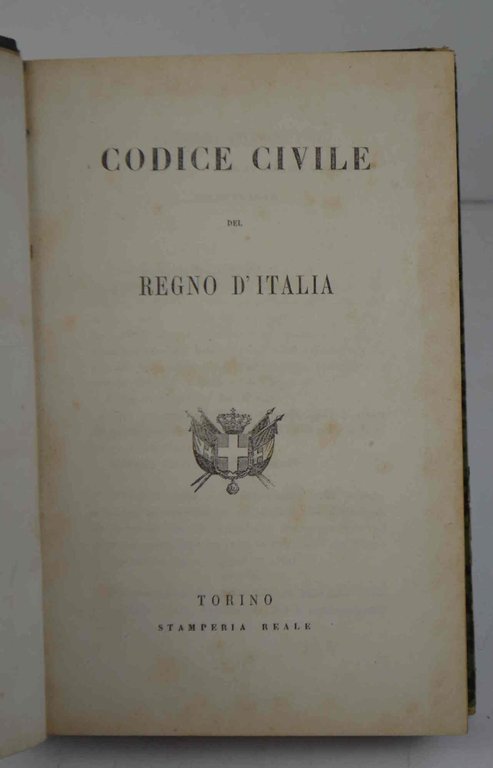 CODICE CIVILE
DEL
REGNO D'ITALIA
TORINO
STAMPERIA REALE